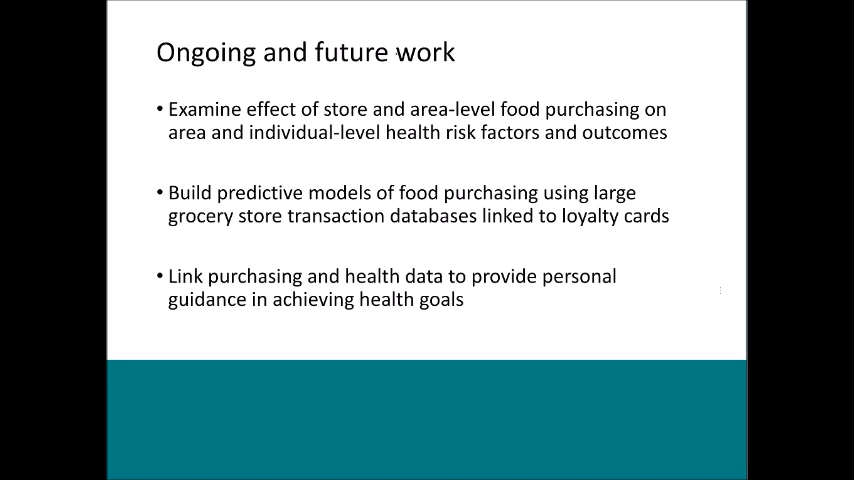 Ongoing and future work
• Examine effect of store and area-level food purchasing on
area and individual-level health risk factors and outcomes
• Build predictive models of food purchasing using large
grocery store transaction databases linked to loyalty cards
• Link purchasing and health data to provide personal
guidance in achieving health goals